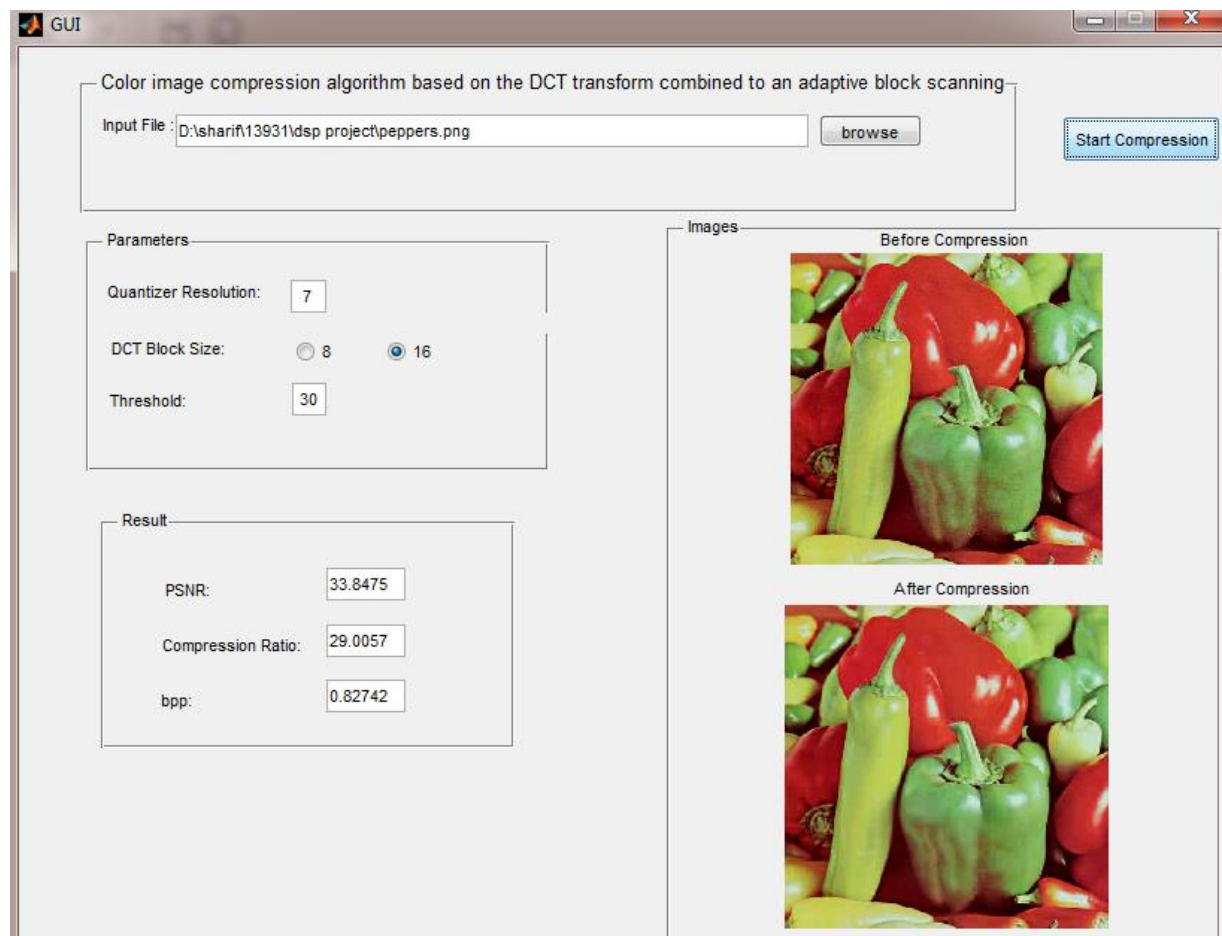 GUI
Color image compression algorithm based on the DCT transform combined to an adaptive block scanning
Input File : D:\sharif\13931\dsp project\peppers.png browse
Start Compression
Parameters
Quantizer Resolution: 7
DCT Block Size: 8 16
Threshold: 30
Result
PSNR: 33.8475
Compression Ratio: 29.0057
bpp: 0.82742
Images
Before Compression
After Compression